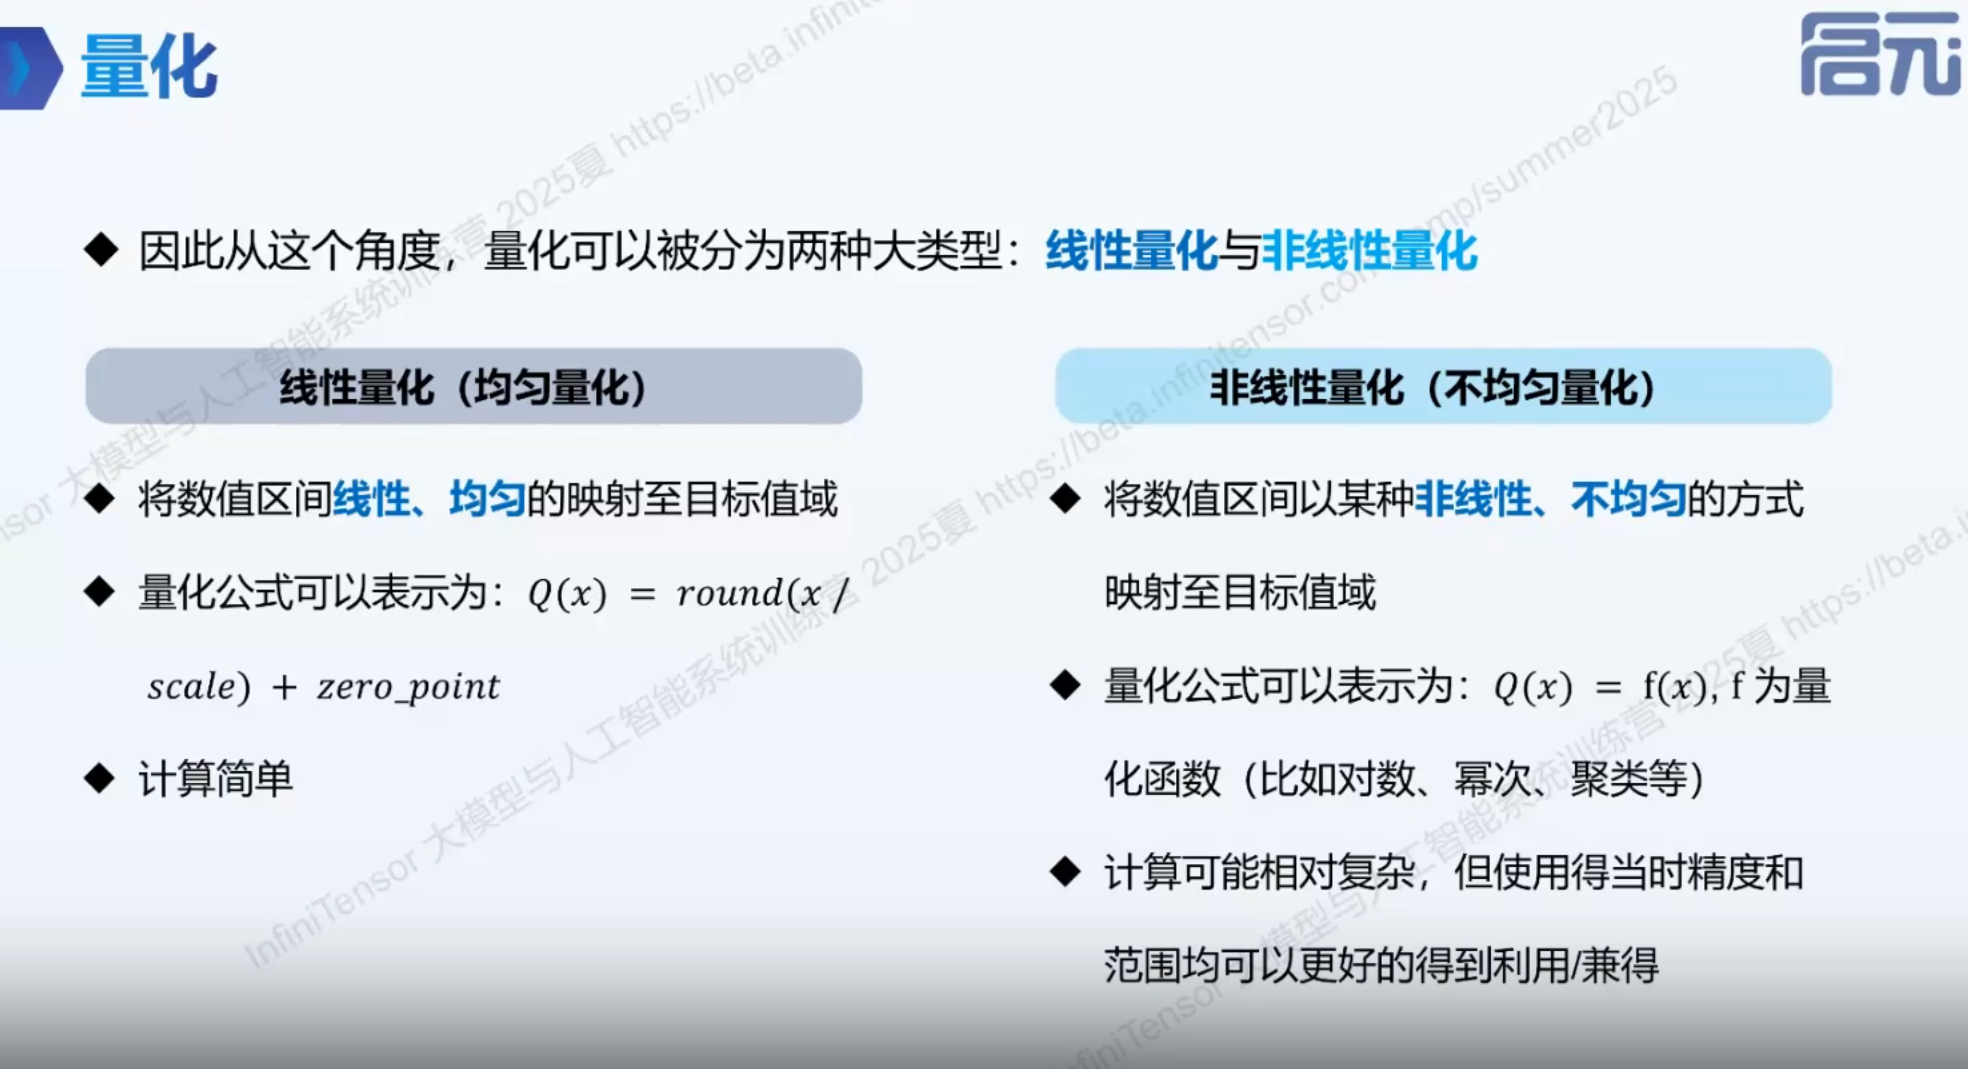 量化
启元
因此从这个角度，量化可以被分为两种大类型：线性量化与非线性量化
线性量化（均匀量化）
将数值区间线性、均匀的映射至目标值域
量化公式可以表示为：Q(x) = round(x /
scale) + zero_point
计算简单
非线性量化（不均匀量化）
将数值区间以某种非线性、不均匀的方式
映射至目标值域
量化公式可以表示为：Q(x) = f(x), f 为量
化函数（比如对数、幂次、聚类等）
计算可能相对复杂，但使用得当时精度和
范围均可以更好的得到利用/兼得
InfiniTensor 大模型与人工智能系统训练营 2025夏 https://beta.infinitensor.com/camp/summer2025